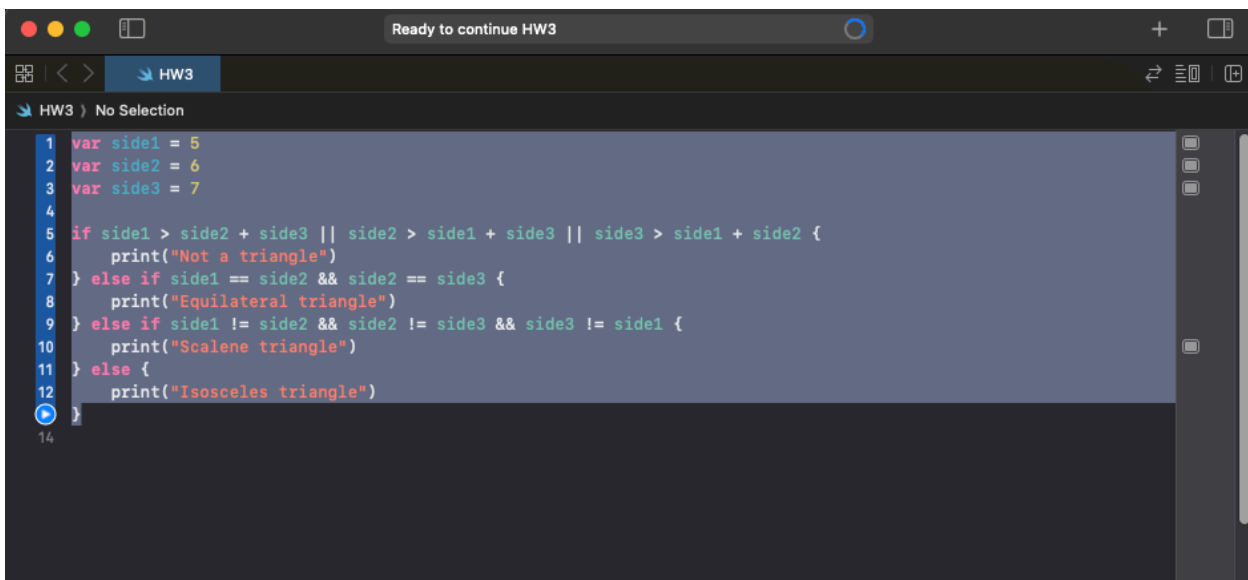 Ready to continue HW3
HW3
HW3 ⟩ No Selection
1 var side1 = 5
2 var side2 = 6
3 var side3 = 7
4
5 if side1 > side2 + side3 || side2 > side1 + side3 || side3 > side1 + side2 {
6     print("Not a triangle")
7 } else if side1 == side2 && side2 == side3 {
8     print("Equilateral triangle")
9 } else if side1 != side2 && side2 != side3 && side3 != side1 {
10     print("Scalene triangle")
11 } else {
12     print("Isosceles triangle")
}
14